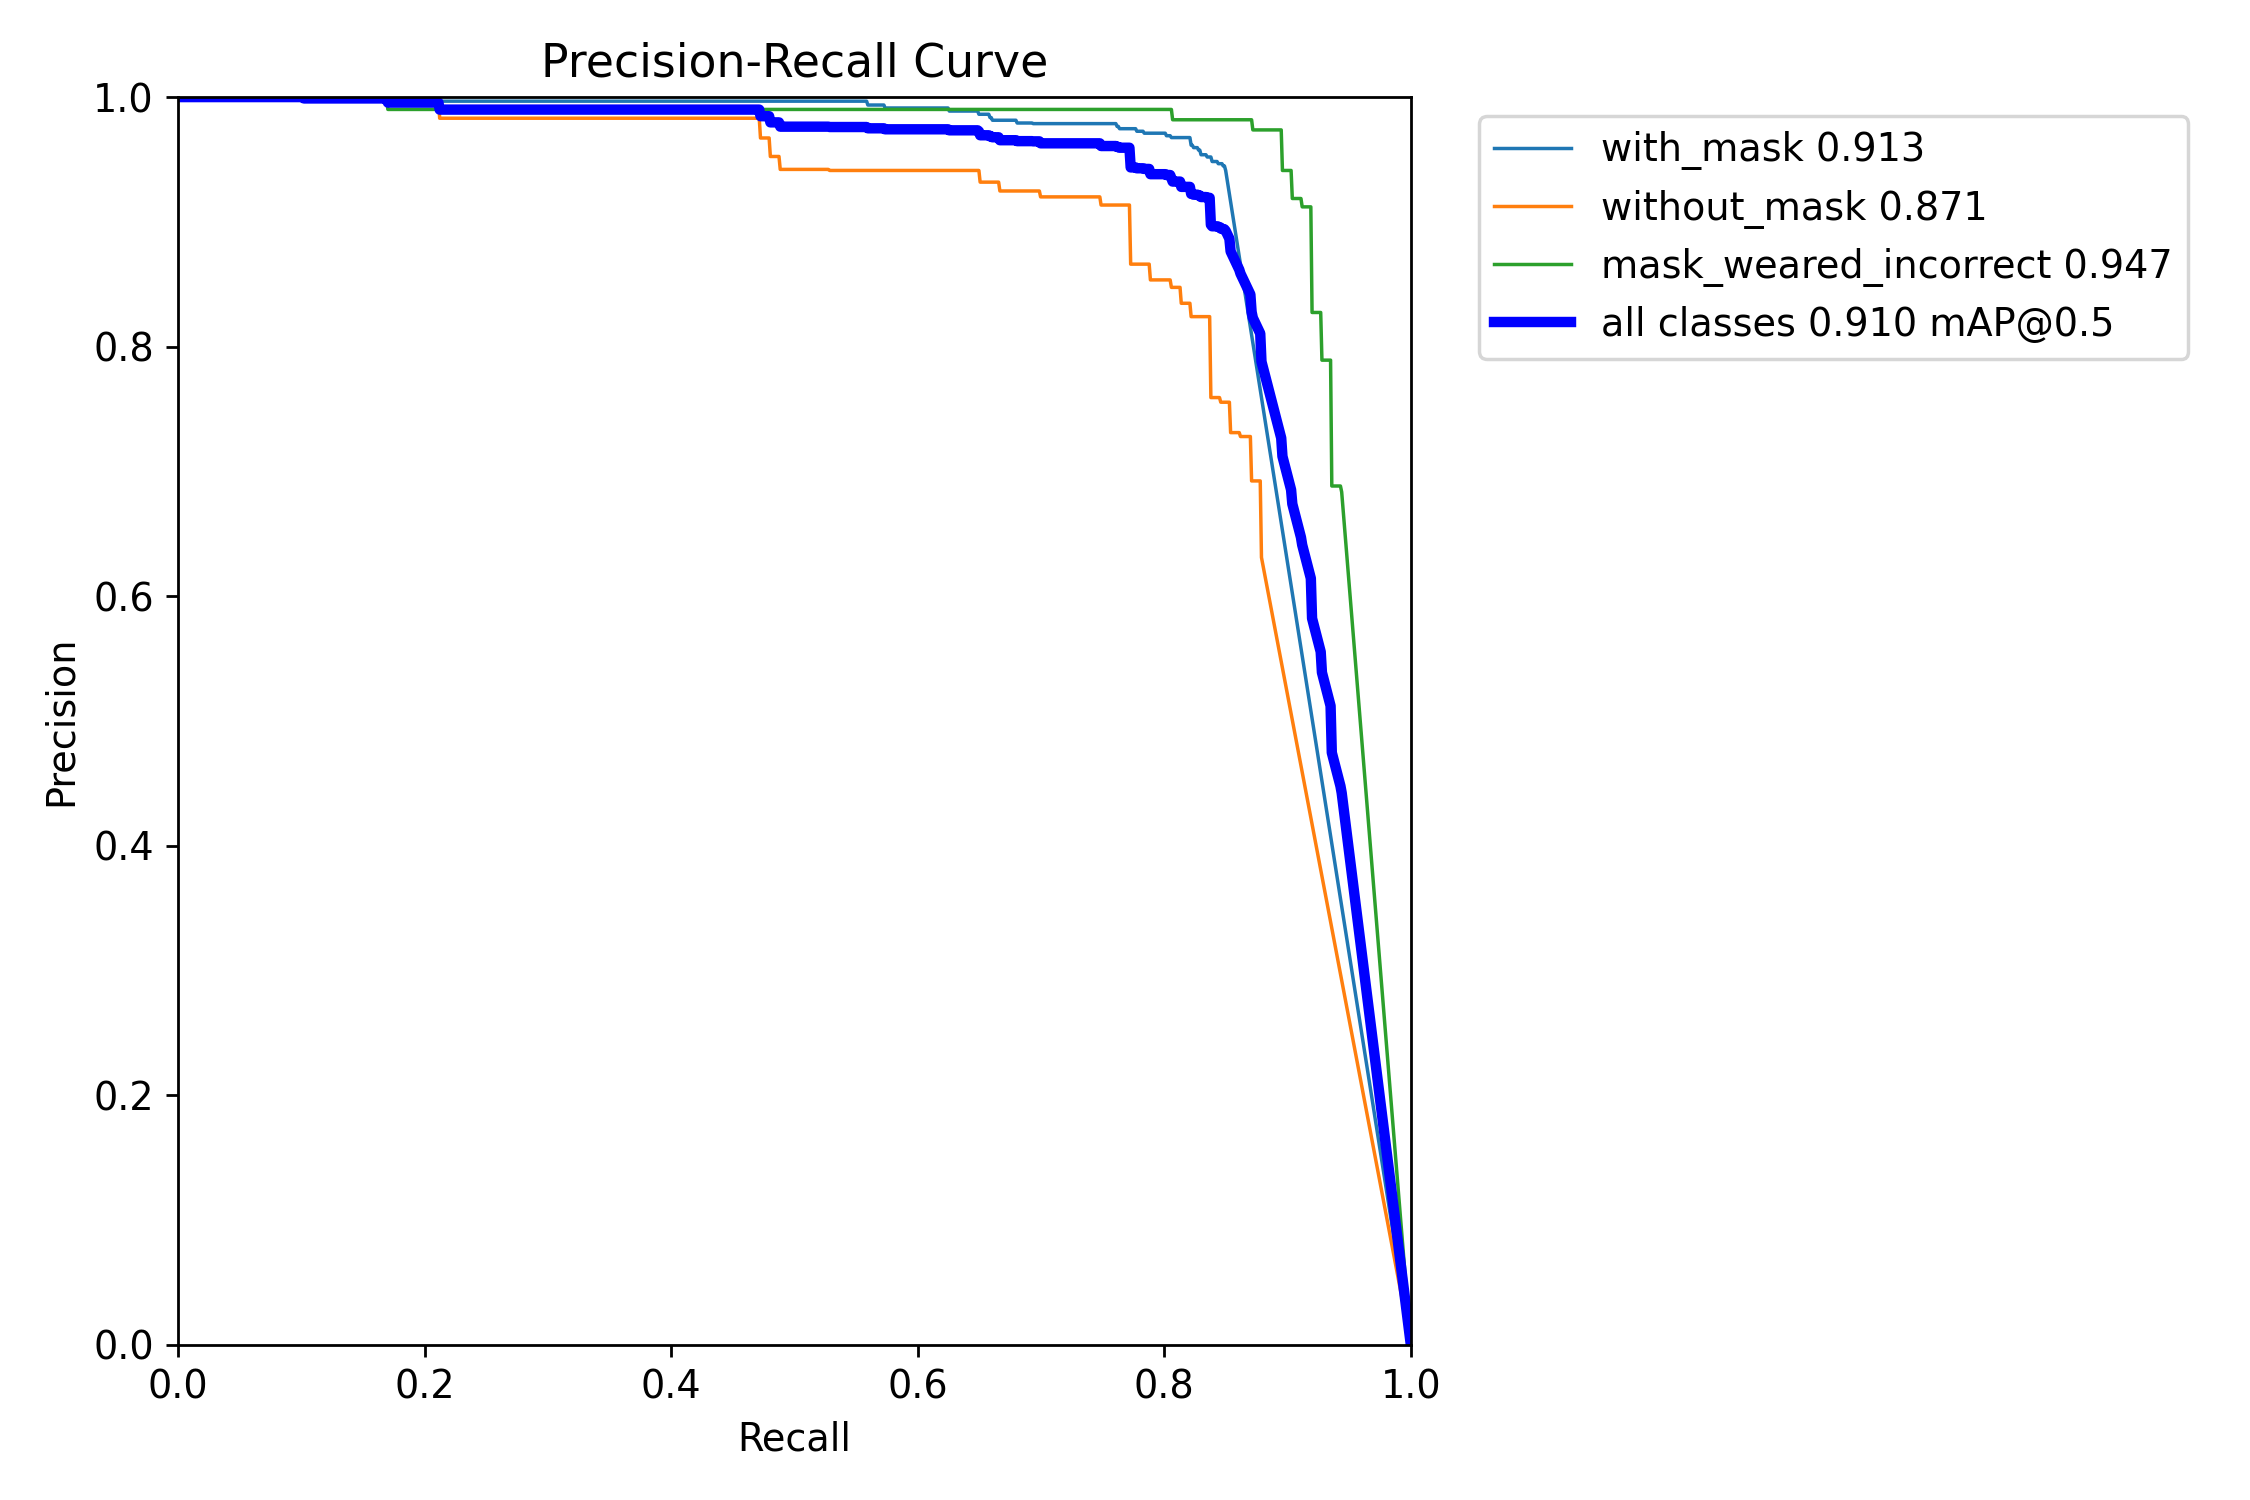 Precision-Recall Curve
1.0
0.8
0.6
0.4
0.2
0.0
Precision
0.0 0.2 0.4 0.6 0.8 1.0
Recall
with_mask 0.913
without_mask 0.871
mask_weared_incorrect 0.947
all classes 0.910 mAP@0.5